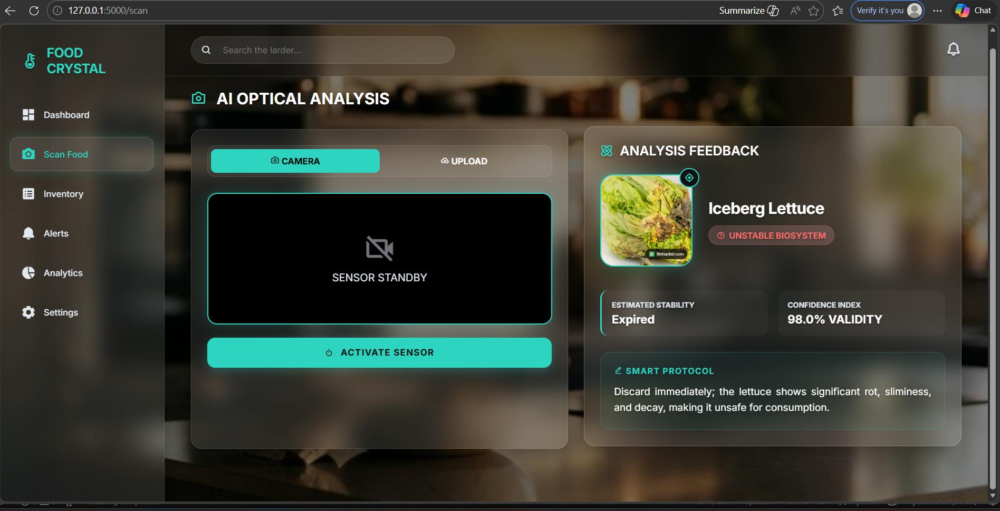 127.0.0.1:5000/scan
Summarize
Verify it's you
Chat
FOOD
CRYSTAL
Search the larder...
AI OPTICAL ANALYSIS
Dashboard
Scan Food
Inventory
Alerts
Analytics
Settings
CAMERA
UPLOAD
SENSOR STANDBY
ACTIVATE SENSOR
ANALYSIS FEEDBACK
lifehacker.com
Iceberg Lettuce
UNSTABLE BIOSYSTEM
ESTIMATED STABILITY
Expired
CONFIDENCE INDEX
98.0% VALIDITY
SMART PROTOCOL
Discard immediately; the lettuce shows significant rot, sliminess,
and decay, making it unsafe for consumption.